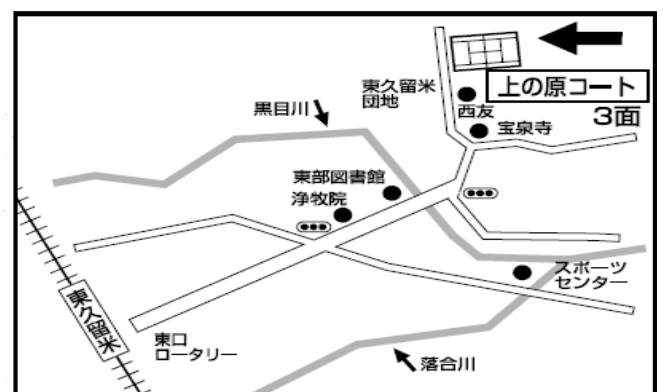 東久留米
団地
西友
上の原コート
3面
宝泉寺
黒目川
東部図書館
浄牧院
スポーツ
センター
東久留米
東口
ロータリー
落合川